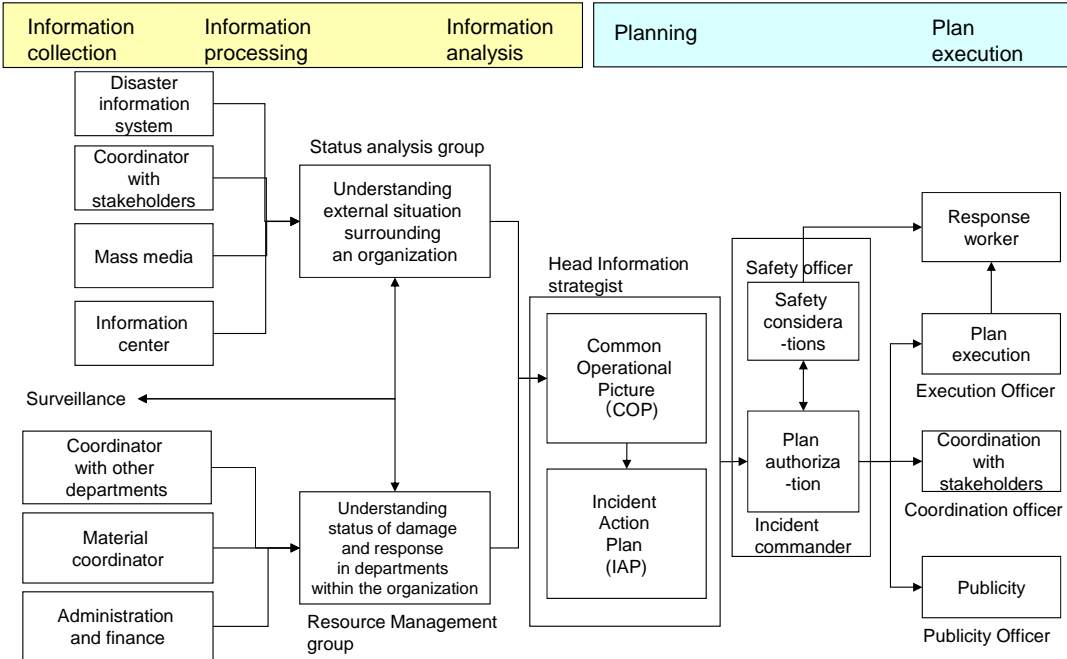 Information
collection
Information
processing
Information
analysis
Planning
Plan
execution
Disaster
information
system
Coordinator
with
stakeholders
Mass media
Information
center
Surveillance
Coordinator
with other
departments
Material
coordinator
Administration
and finance
Status analysis group
Understanding
external situation
surrounding
an organization
Understanding
status of damage
and response
in departments
within the organization
Resource Management
group
Head Information
strategist
Common
Operational
Picture
(COP)
Incident
Action
Plan
(IAP)
Safety officer
Safety
considera
-tions
Plan
authoriza
-tion
Incident
commander
Response
worker
Plan
execution
Execution Officer
Coordination
with
stakeholders
Coordination officer
Publicity
Publicity Officer